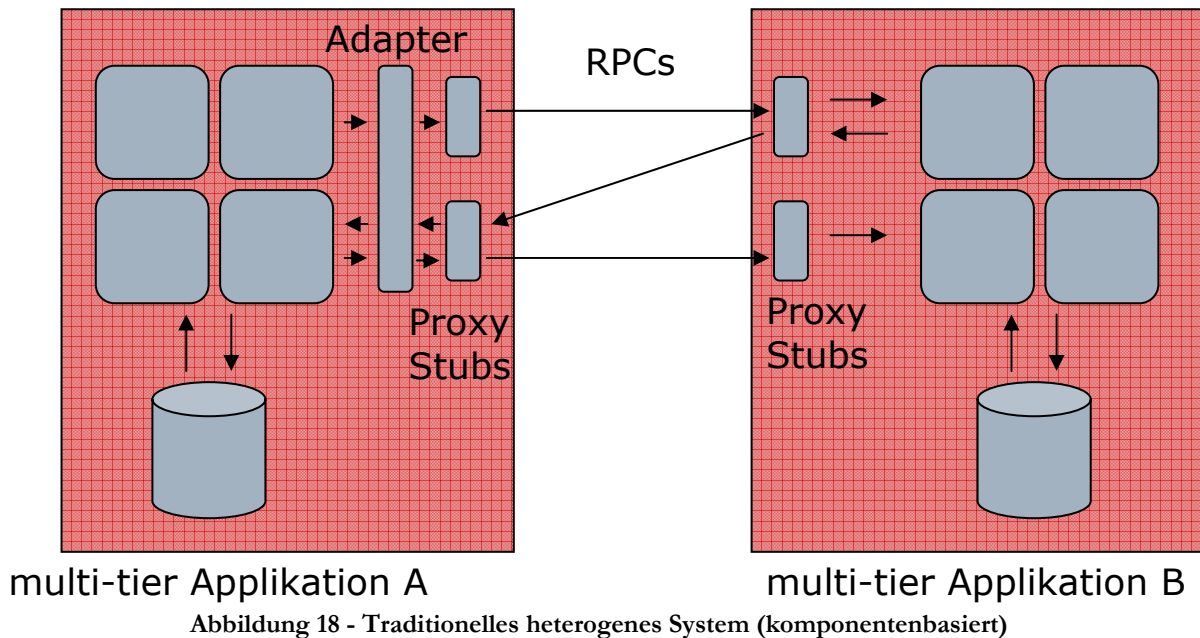 Adapter
RPCs
Proxy
Stubs
Proxy
Stubs
multi-tier Applikation A
multi-tier Applikation B
Abbildung 18 - Traditionelles heterogenes System (komponentenbasiert)